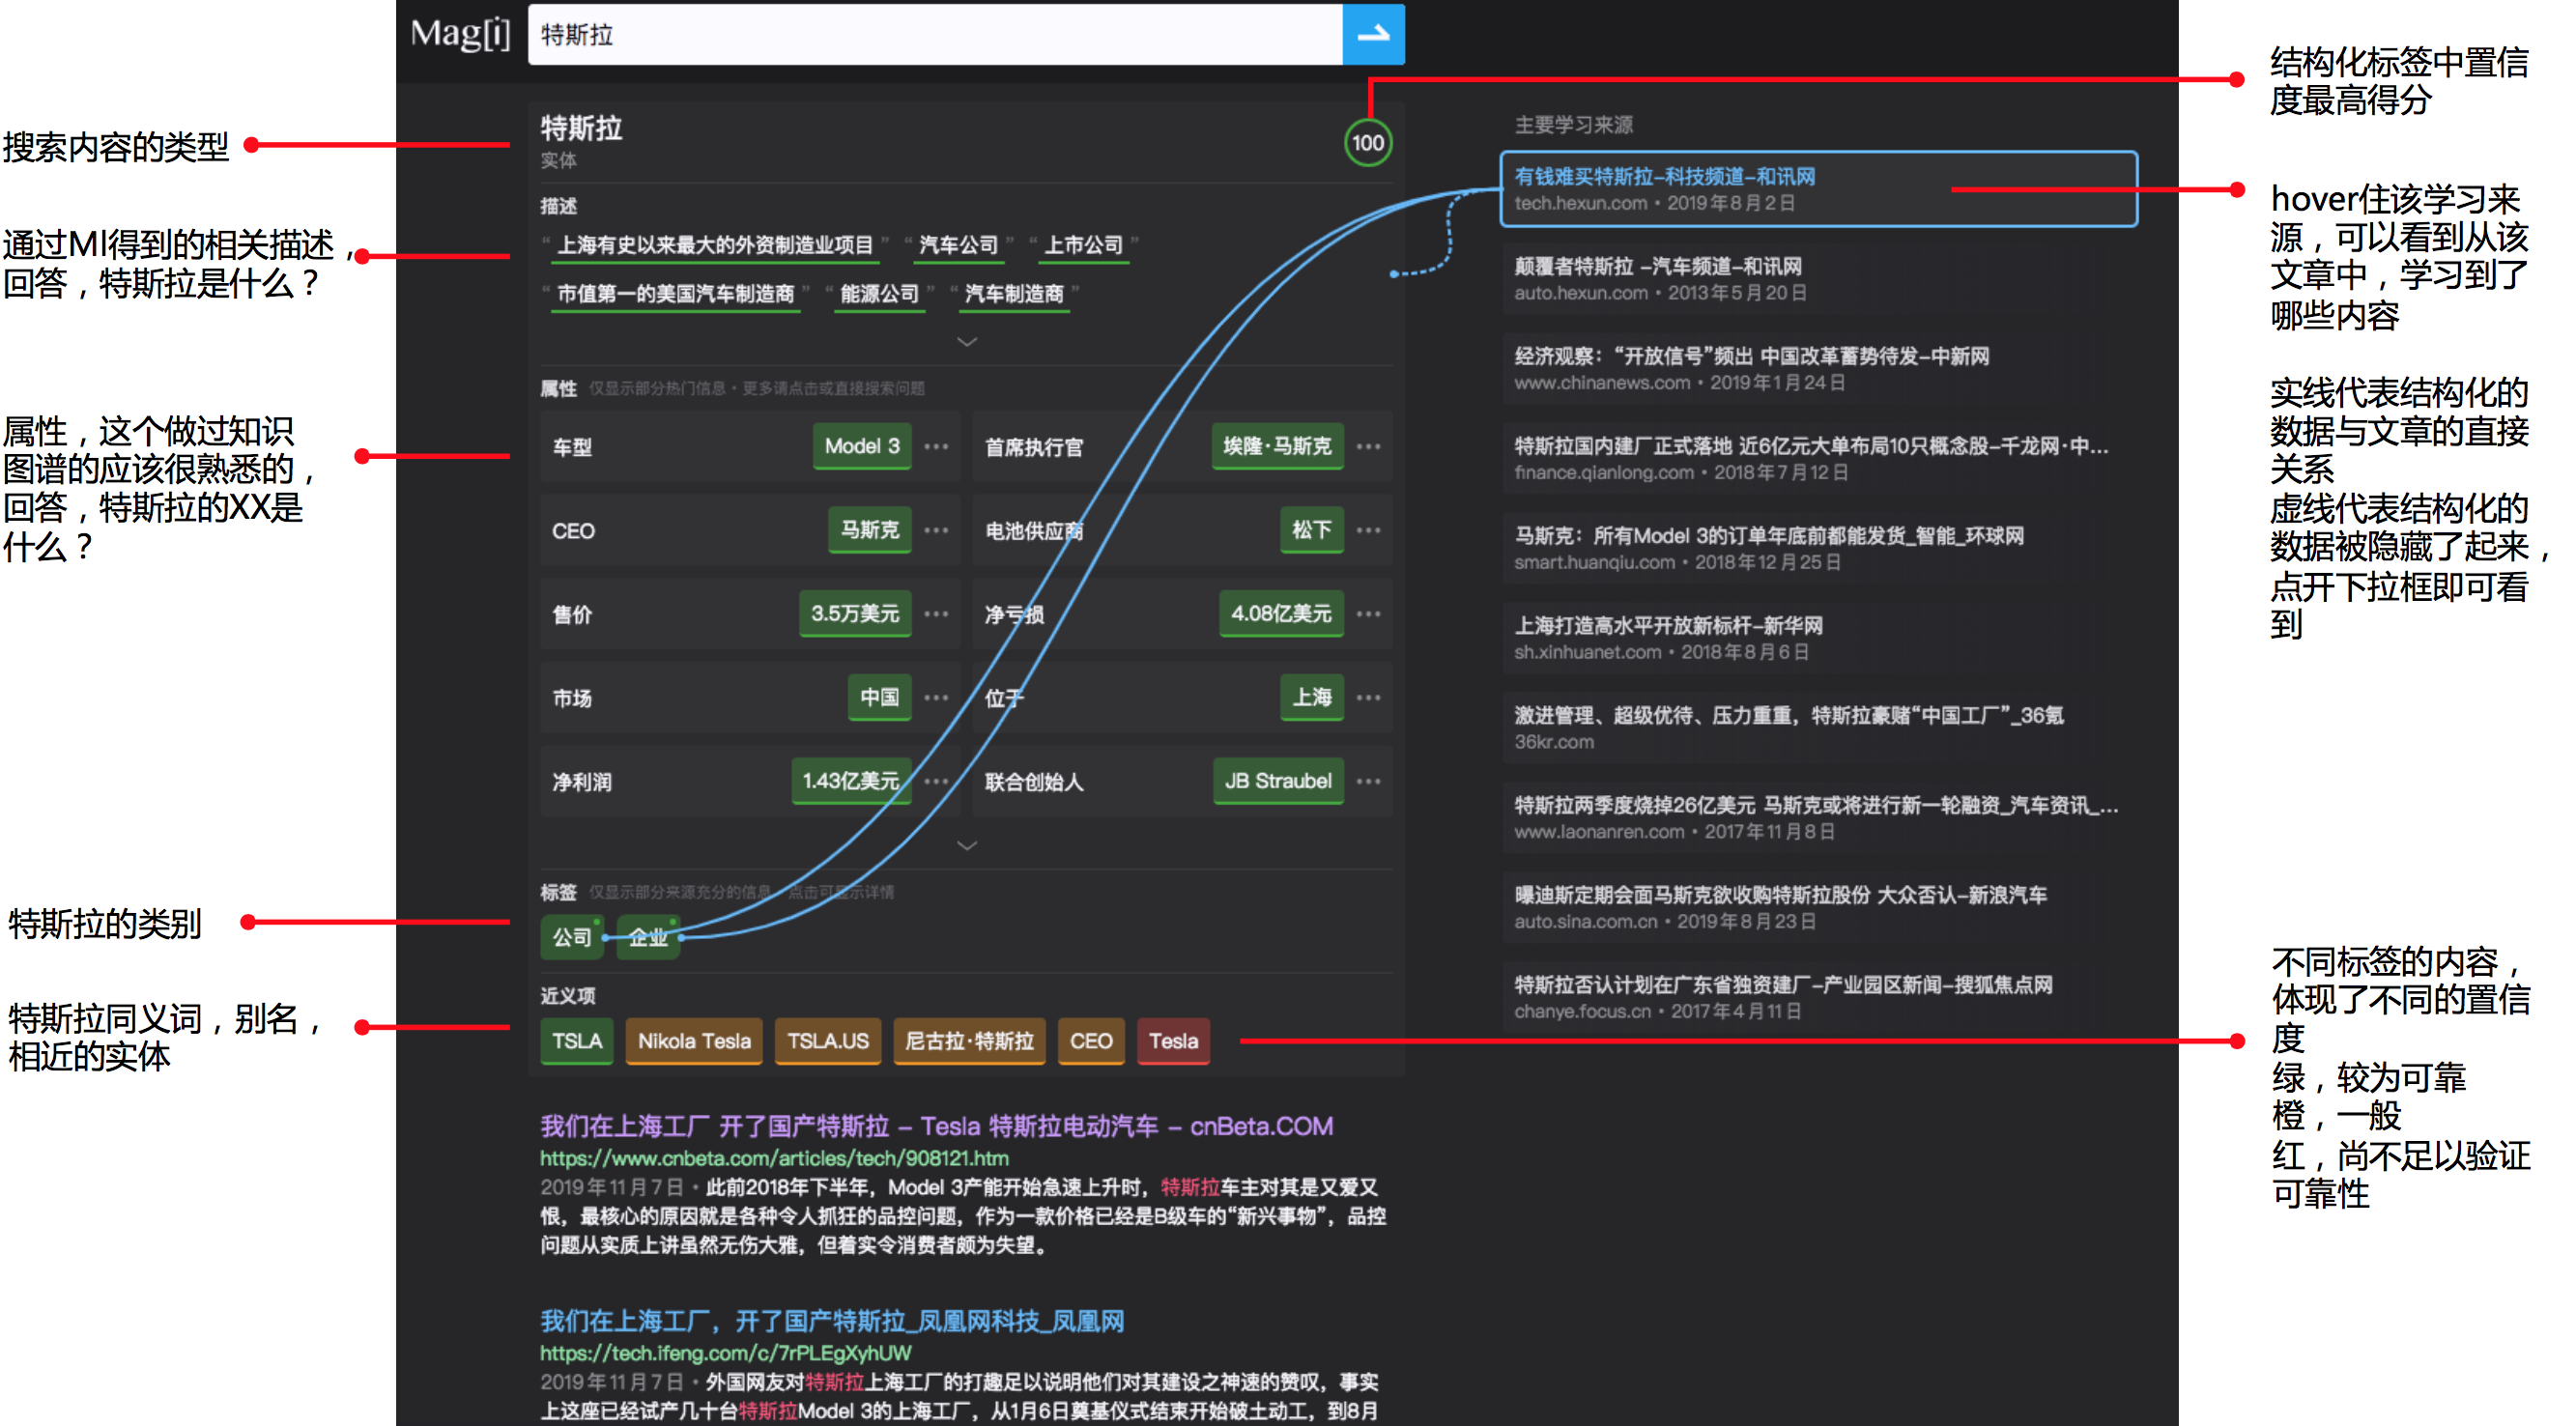 Mag[i]
特斯拉
搜索内容的类型
通过Ml得到的相关描述，
回答，特斯拉是什么？
属性，这个做过知识
图谱的应该很熟悉的，
回答，特斯拉的XX是
什么？
特斯拉的类别
特斯拉同义词，别名，
相近的实体
特斯拉
实体
100
描述
“ 上海有史以来最大的外资制造业项目 ” “ 汽车公司 ” “ 上市公司 ”
“ 市值第一的美国汽车制造商 ” “ 能源公司 ” “ 汽车制造商 ”
属性 仅显示部分热门信息・更多请点击或直接搜索问题
车型 Model 3 ··· 首席执行官 埃隆·马斯克 ···
CEO 马斯克 ··· 电池供应商 松下 ···
售价 3.5万美元 ··· 净亏损 4.08亿美元 ···
市场 中国 ··· 位于 上海 ···
净利润 1.43亿美元 ··· 联合创始人 JB Straubel ···
标签 仅显示部分来源充分的信息・点击可显示详情
公司 企业
近义项
TSLA Nikola Tesla TSLA.US 尼古拉·特斯拉 CEO Tesla
我们在上海工厂 开了国产特斯拉 – Tesla 特斯拉电动汽车 – cnBeta.COM
https://www.cnbeta.com/articles/tech/908121.htm
2019年11月7日・此前2018年下半年，Model 3产能开始急速上升时，特斯拉车主对其是又爱又
恨，最核心的原因就是各种令人抓狂的品控问题，作为一款价格已经是B级车的“新兴事物”，品控
问题从实质上讲虽然无伤大雅，但着实令消费者颇为失望。
我们在上海工厂，开了国产特斯拉_凤凰网科技_凤凰网
https://tech.ifeng.com/c/7rPLEgXyhUW
2019年11月7日・外国网友对特斯拉上海工厂的打趣足以说明他们对其建设之神速的赞叹，事实
上这座已经试产几十台特斯拉Model 3的上海工厂，从1月6日奠基仪式结束开始破土动工，到8月
主要学习来源
有钱难买特斯拉–科技频道–和讯网
tech.hexun.com・2019年8月2日
颠覆者特斯拉 –汽车频道–和讯网
auto.hexun.com・2013年5月20日
经济观察：“开放信号”频出 中国改革蓄势待发–中新网
www.chinanews.com・2019年1月24日
特斯拉国内建厂正式落地 近6亿元大单布局10只概念股–千龙网·中...
finance.qianlong.com・2018年7月12日
马斯克：所有Model 3的订单年底前都能发货_智能_环球网
smart.huanqiu.com・2018年12月25日
上海打造高水平开放新标杆–新华网
sh.xinhuanet.com・2018年8月6日
激进管理、超级优待、压力重重，特斯拉豪赌“中国工厂”_36氪
36kr.com
特斯拉两季度烧掉26亿美元 马斯克或将进行新一轮融资_汽车资讯_...
www.laonanren.com・2017年11月8日
曝迪斯定期会面马斯克欲收购特斯拉股份 大众否认–新浪汽车
auto.sina.com.cn・2019年8月23日
特斯拉否认计划在广东省独资建厂–产业园区新闻–搜狐焦点网
chanye.focus.cn・2017年4月11日
结构化标签中置信
度最高得分
hover住该学习来
源，可以看到从该
文章中，学习到了
哪些内容
实线代表结构化的
数据与文章的直接
关系
虚线代表结构化的
数据被隐藏了起来，
点开下拉框即可看
到
不同标签的内容，
体现了不同的置信
度
绿，较为可靠
橙，一般
红，尚不足以验证
可靠性